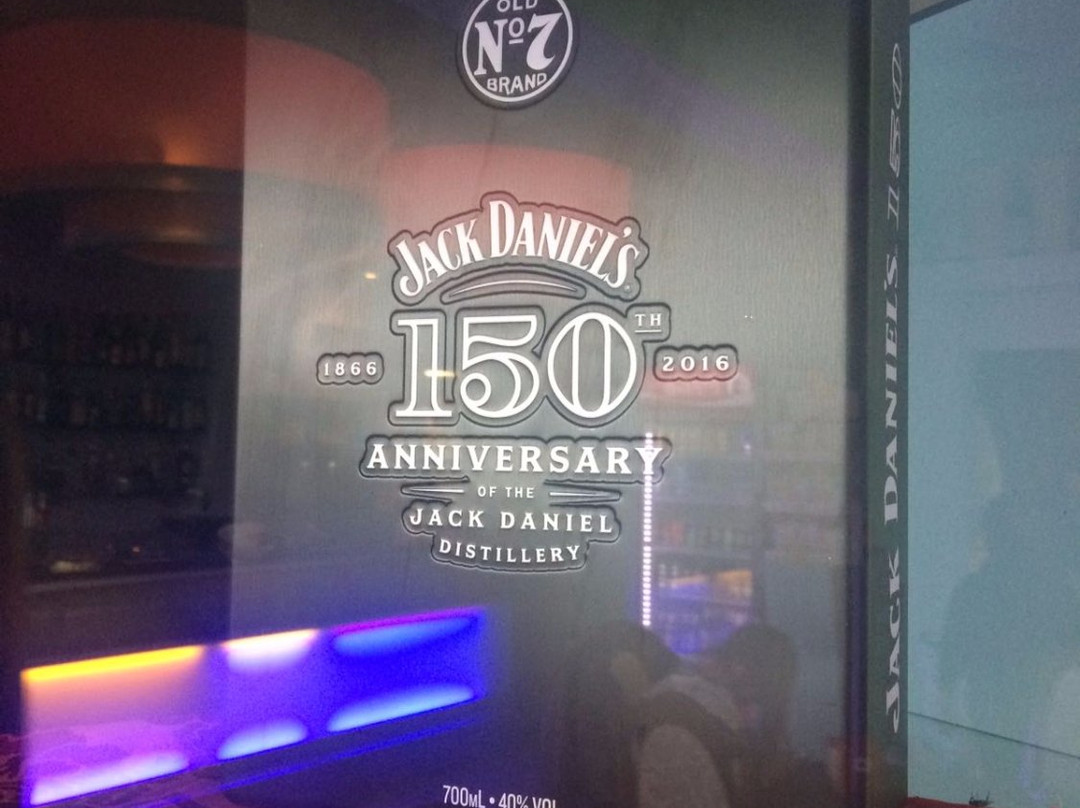 OLD
Nº7
BRAND
JACK DANIEL'S
150TH
1866
2016
ANNIVERSARY
OF THE
JACK DANIEL
DISTILLERY
700ML • 40% VOL
JACK DANIEL'S 150